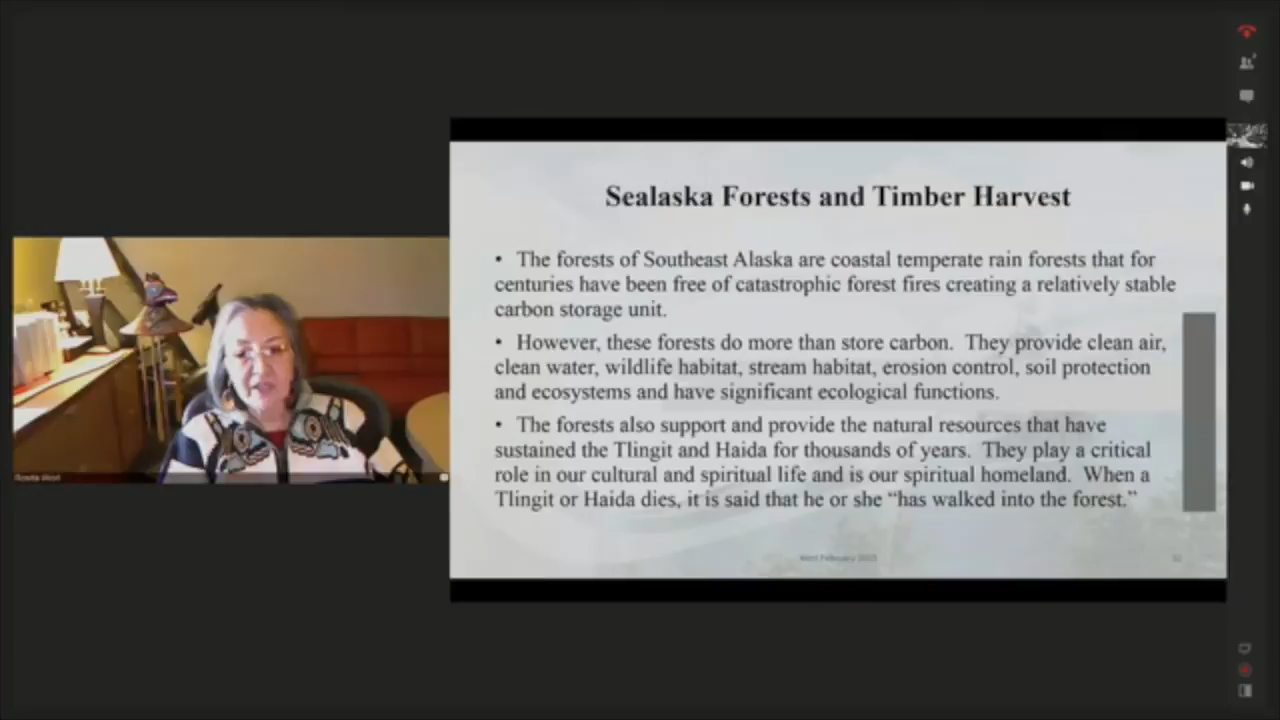 Sealaska Forests and Timber Harvest
• The forests of Southeast Alaska are coastal temperate rain forests that for
centuries have been free of catastrophic forest fires creating a relatively stable
carbon storage unit.
• However, these forests do more than store carbon. They provide clean air,
clean water, wildlife habitat, stream habitat, erosion control, soil protection
and ecosystems and have significant ecological functions.
• The forests also support and provide the natural resources that have
sustained the Tlingit and Haida for thousands of years. They play a critical
role in our cultural and spiritual life and is our spiritual homeland. When a
Tlingit or Haida dies, it is said that he or she “has walked into the forest.”